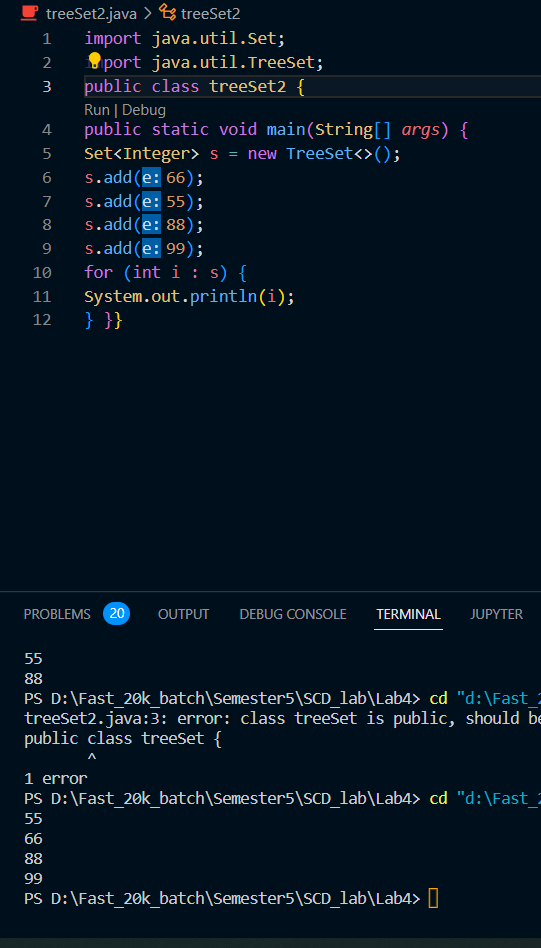 treeSet2.java > treeSet2
1 import java.util.Set;
2 import java.util.TreeSet;
3 public class treeSet2 {
Run | Debug
4 public static void main(String[] args) {
5 Set<Integer> s = new TreeSet<>();
6 s.add(e: 66);
7 s.add(e: 55);
8 s.add(e: 88);
9 s.add(e: 99);
10 for (int i : s) {
11 System.out.println(i);
12 } }}
PROBLEMS 20 OUTPUT DEBUG CONSOLE TERMINAL JUPYTER
55
88
PS D:\Fast_20k_batch\Semester5\SCD_lab\Lab4> cd "d:\Fast_
treeSet2.java:3: error: class treeSet is public, should be
public class treeSet {
^
1 error
PS D:\Fast_20k_batch\Semester5\SCD_lab\Lab4> cd "d:\Fast_
55
66
88
99
PS D:\Fast_20k_batch\Semester5\SCD_lab\Lab4>